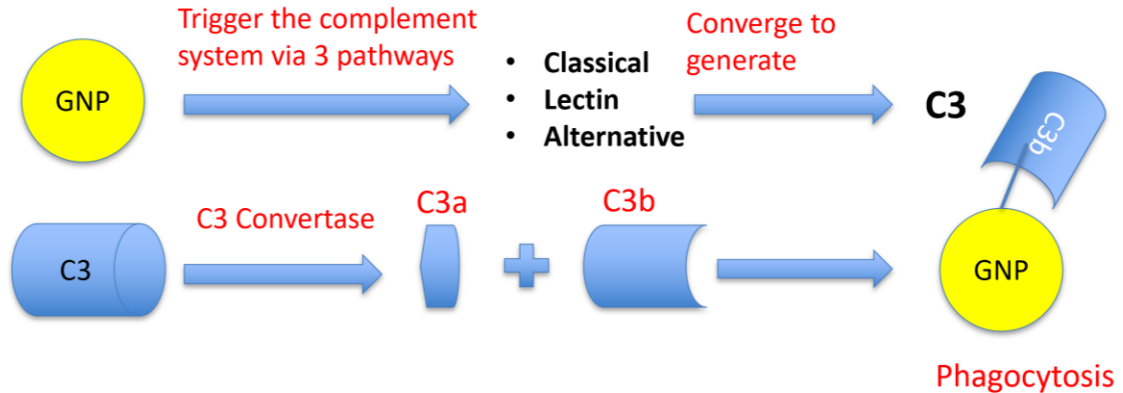 Trigger the complement
system via 3 pathways
Converge to
generate
GNP
• Classical
• Lectin
• Alternative
C3
C3b
C3 Convertase
C3a
C3b
C3
GNP
Phagocytosis